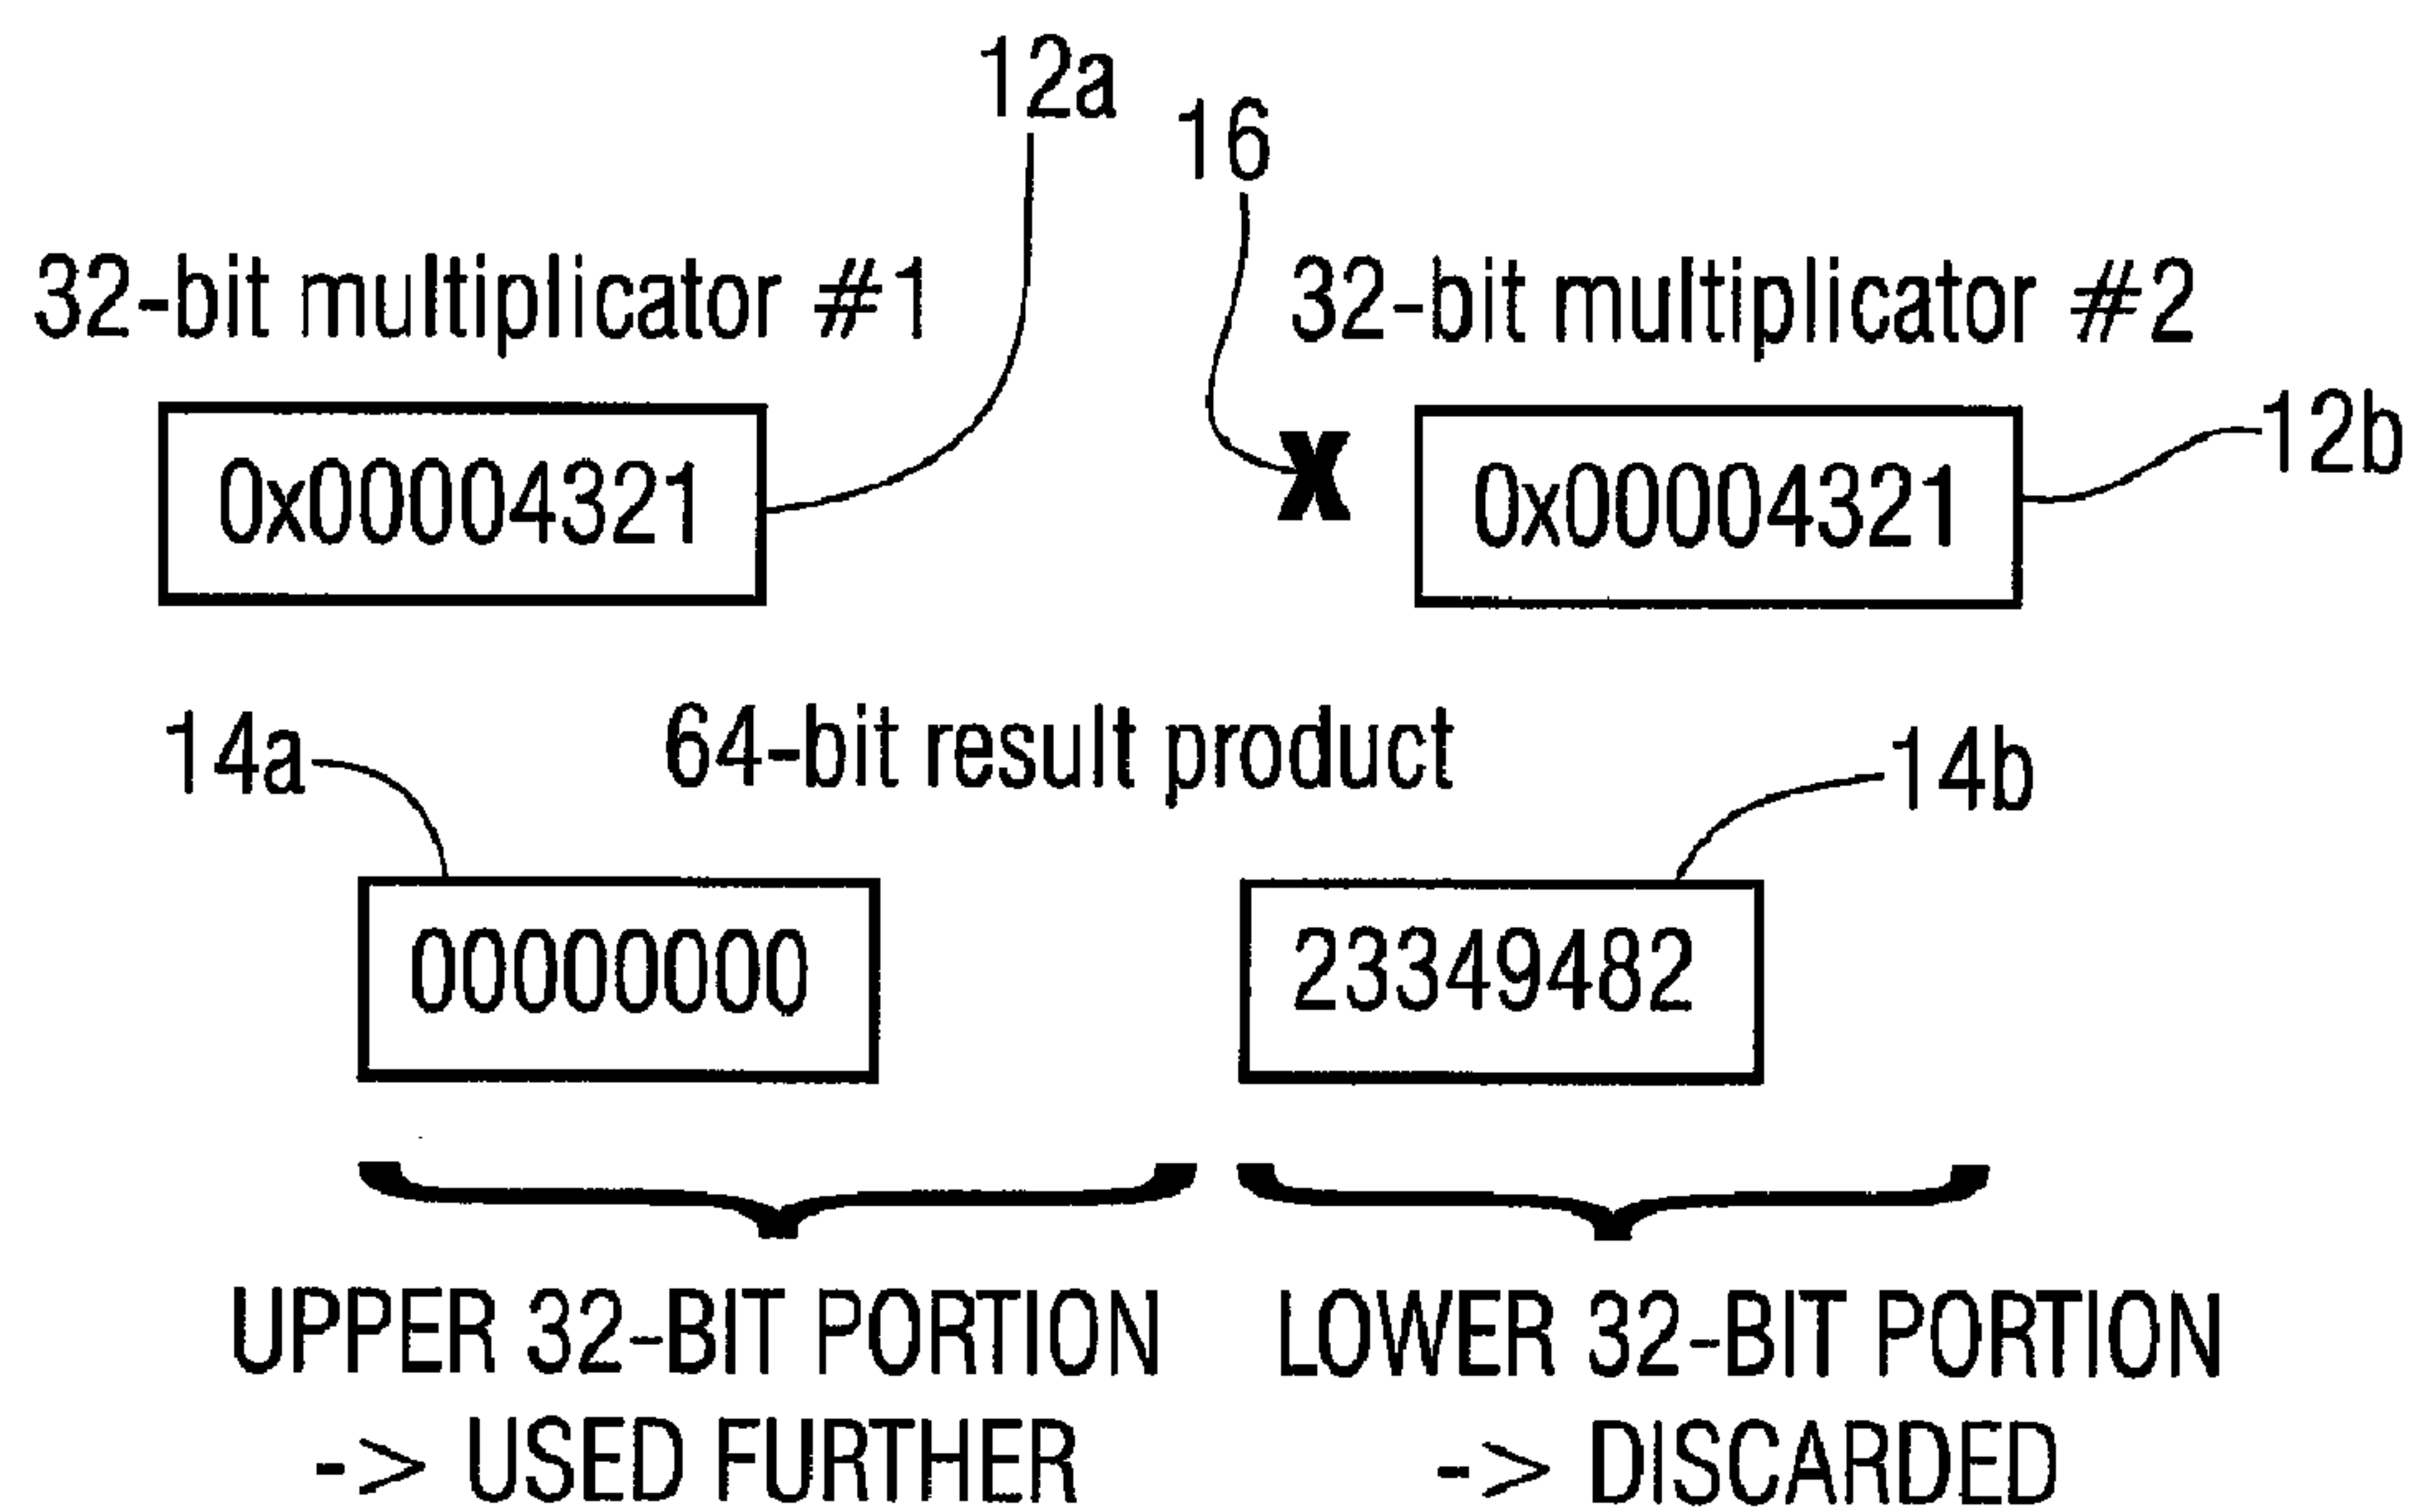 12a
16
32-bit multiplicator #1
32-bit multiplicator #2
12b
0x00004321
X
0x00004321
14a
64-bit result product
14b
00000000
23349482
UPPER 32-BIT PORTION
-> USED FURTHER
LOWER 32-BIT PORTION
-> DISCARDED